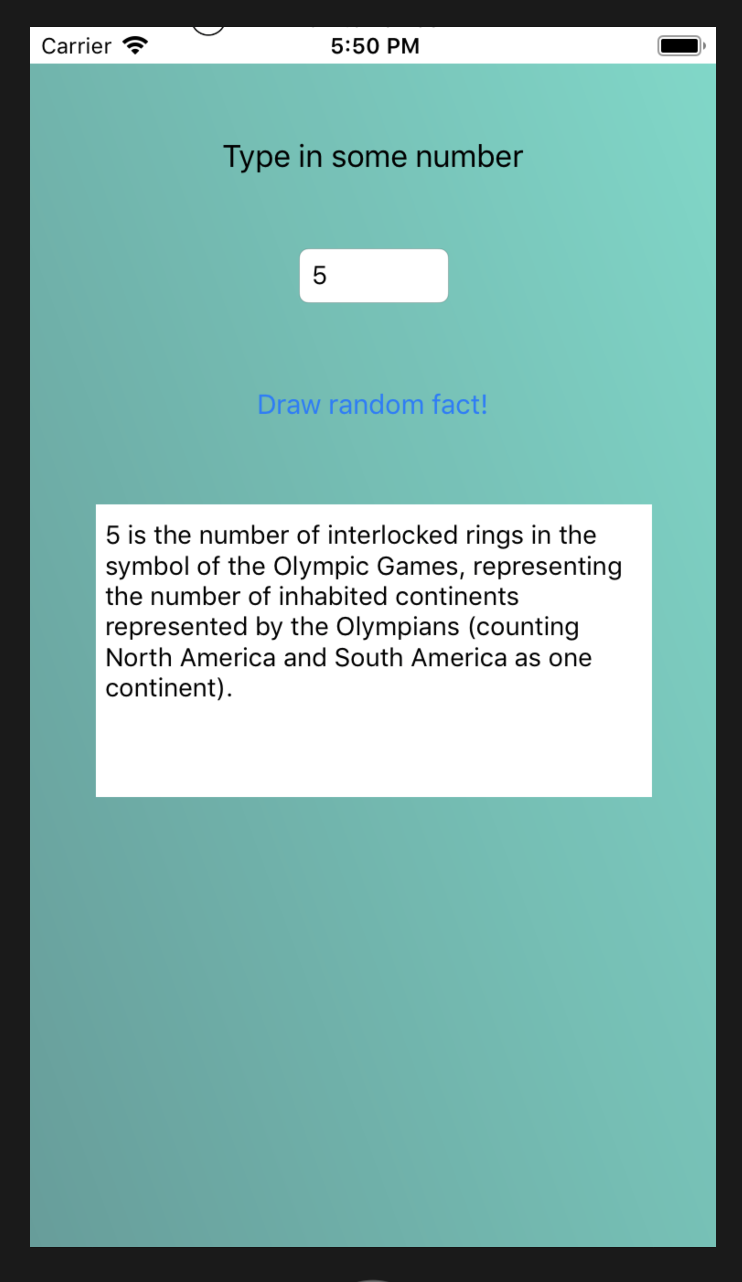 Carrier 5:50 PM
Type in some number
5
Draw random fact!
5 is the number of interlocked rings in the
symbol of the Olympic Games, representing
the number of inhabited continents
represented by the Olympians (counting
North America and South America as one
continent).